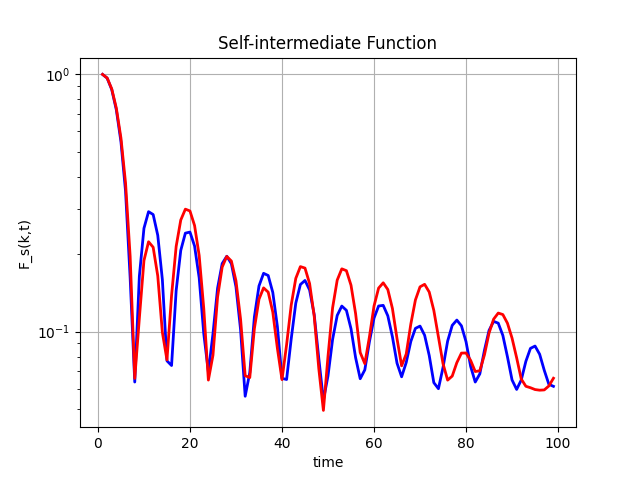 Self-intermediate Function
F_s(k,t)
10⁰
10⁻¹
0 20 40 60 80 100
time